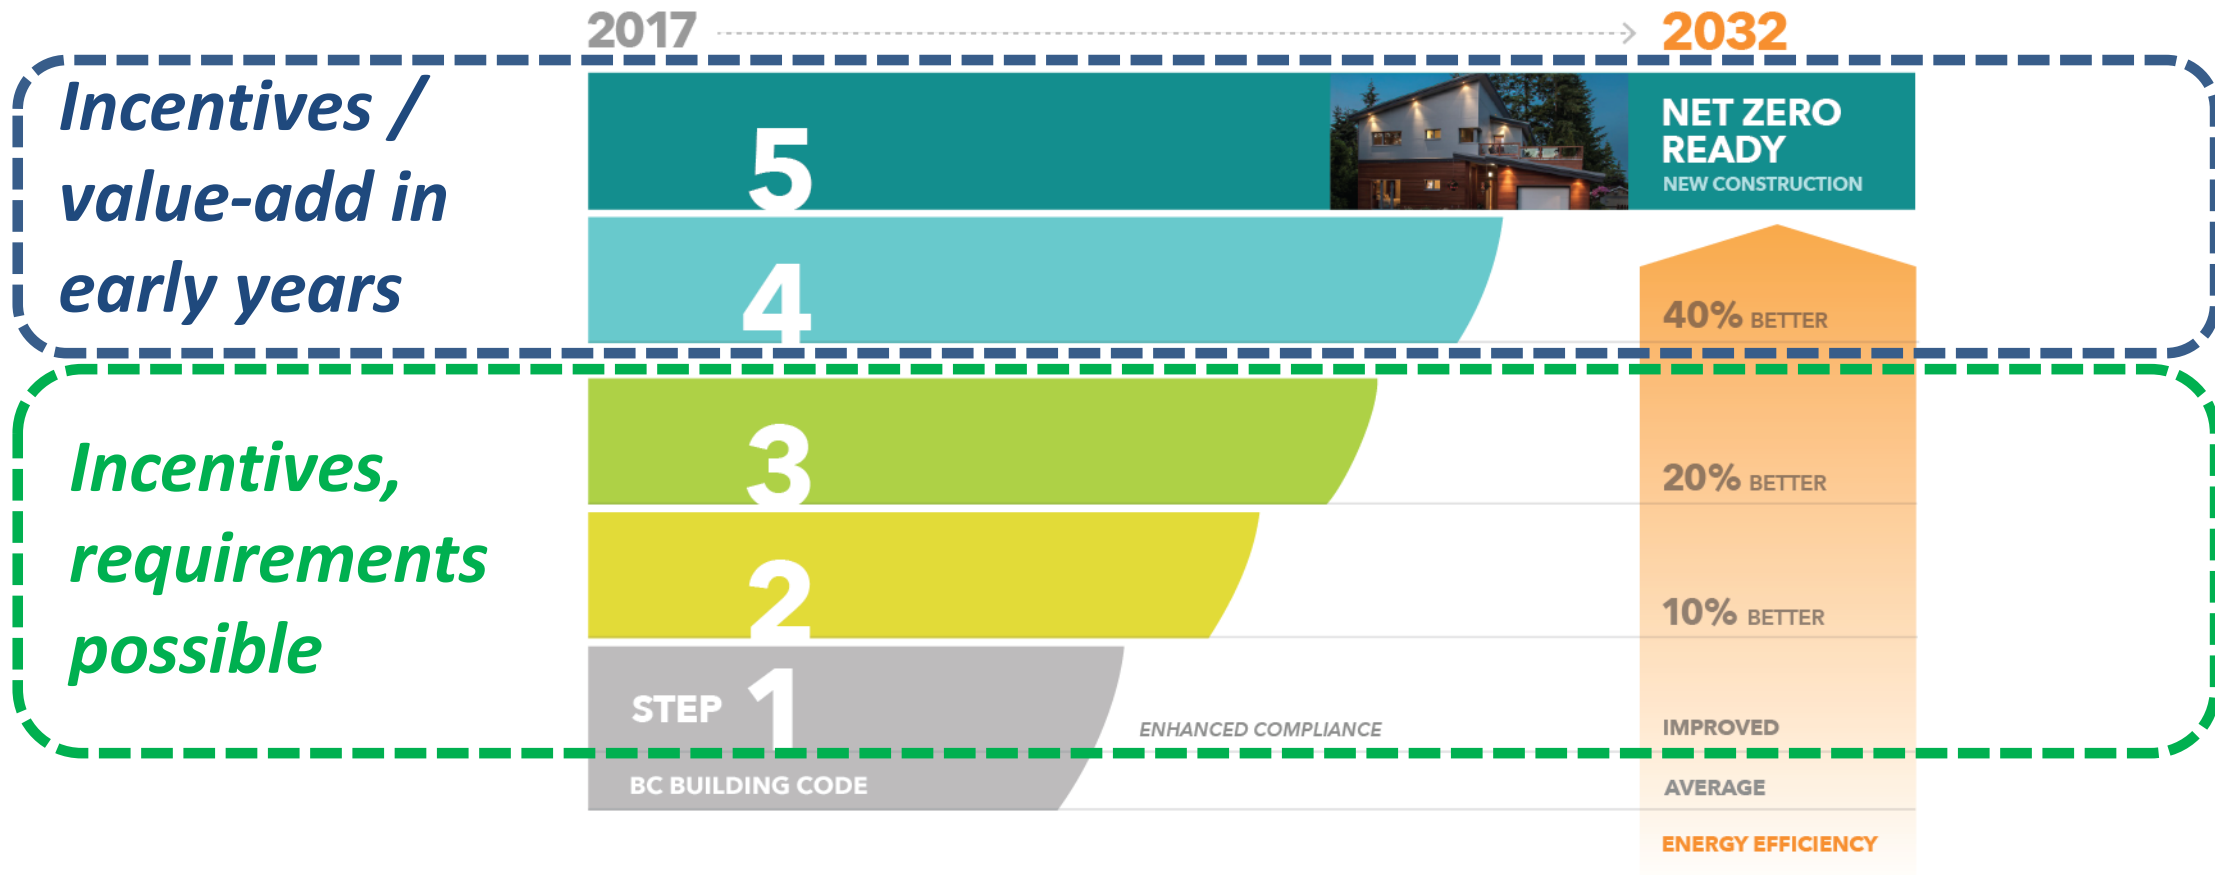 2017
2032
Incentives /
value-add in
early years
5
NET ZERO
READY
NEW CONSTRUCTION
4
40% BETTER
Incentives,
requirements
possible
3
20% BETTER
2
10% BETTER
STEP 1
ENHANCED COMPLIANCE
IMPROVED
BC BUILDING CODE
AVERAGE
ENERGY EFFICIENCY